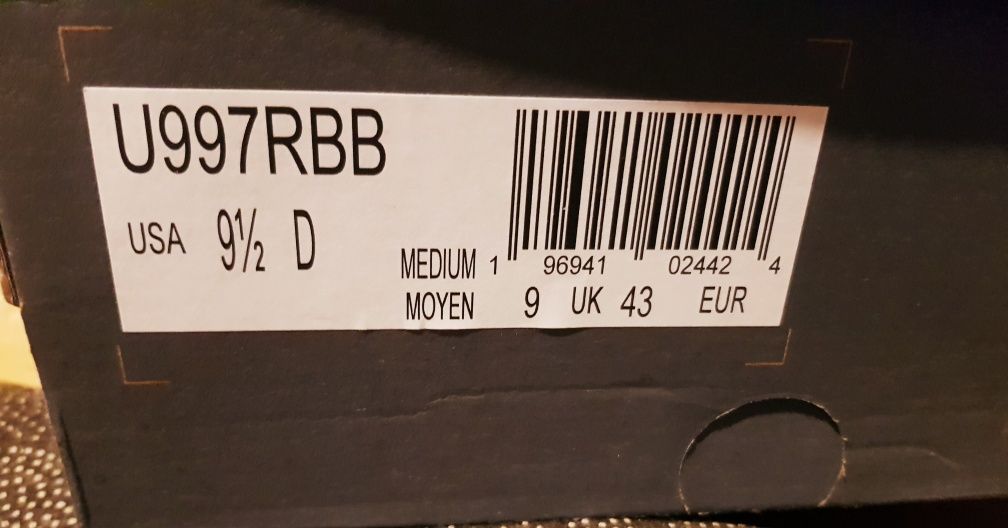 U997RBB
USA 9½ D
MEDIUM
MOYEN
1 96941 02442 4
9 UK 43 EUR